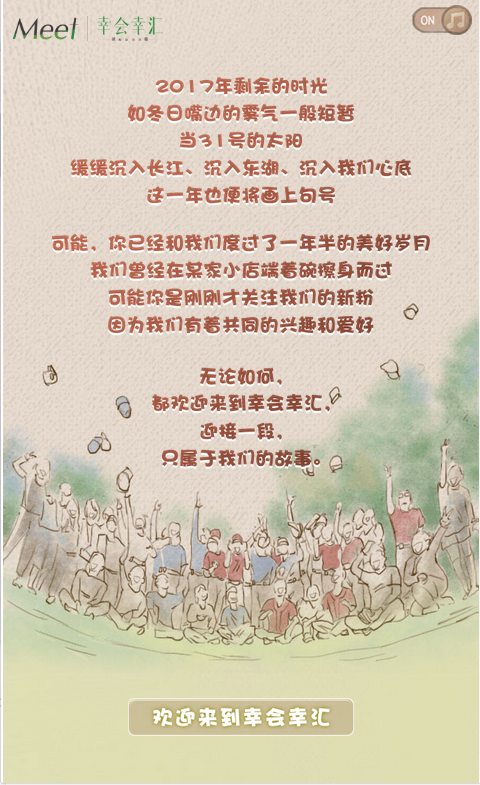 Meet 幸会幸汇
ON
2017年剩余的时光
如冬日嘴边的雾气一般短暂
当31号的太阳
缓缓沉入长江、沉入东湖、沉入我们心底
这一年也便将画上句号
可能，你已经和我们度过了一年半的美好岁月
我们曾经在某家小店端着碗擦身而过
可能你是刚刚才关注我们的新粉
因为我们有着共同的兴趣和爱好
无论如何，
都欢迎来到幸会幸汇，
迎接一段，
只属于我们的故事。
欢迎来到幸会幸汇